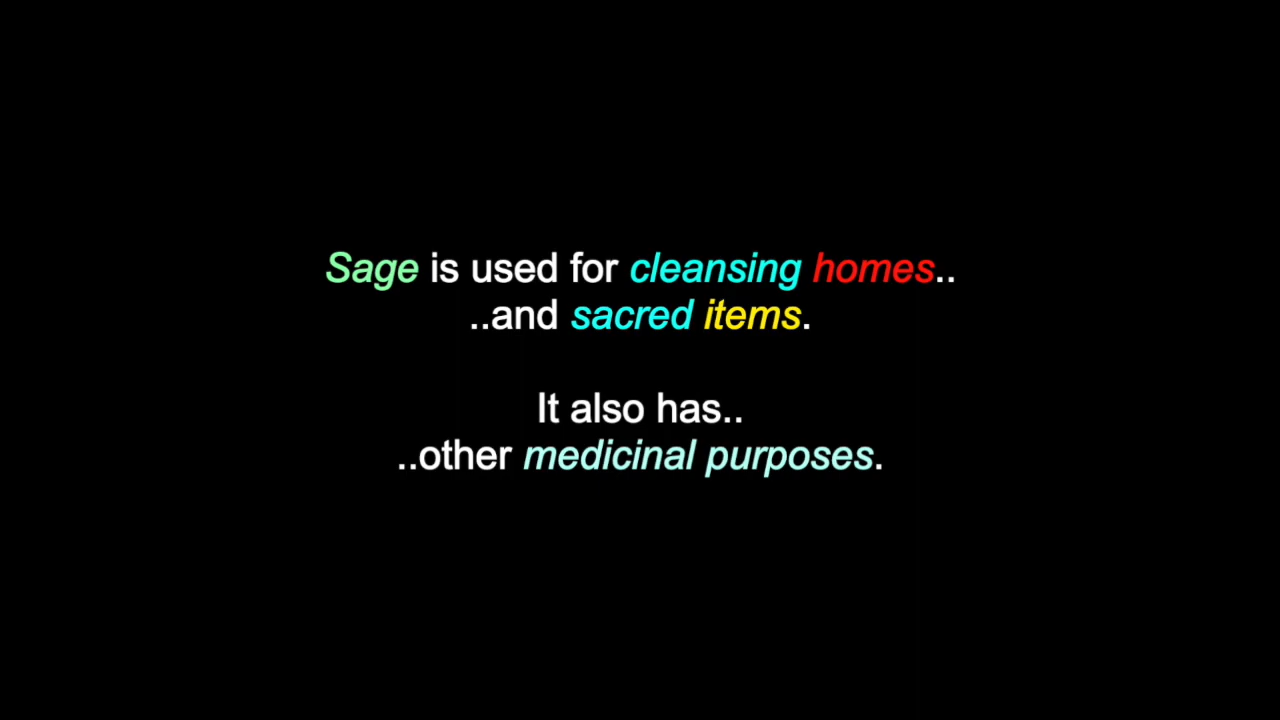 Sage is used for cleansing homes..
..and sacred items.
It also has..
..other medicinal purposes.